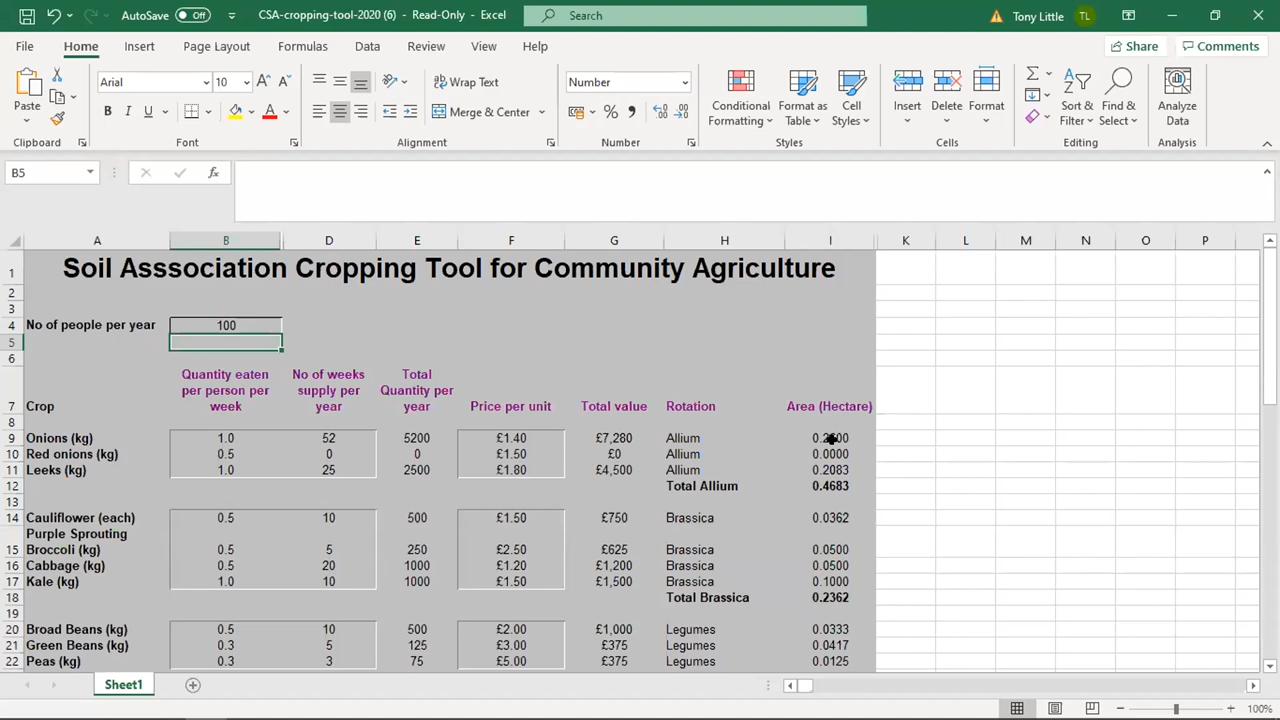 AutoSave Off CSA-cropping-tool-2020 (6) - Read-Only - Excel Search Tony Little TL
File Home Insert Page Layout Formulas Data Review View Help Share Comments
Paste Arial 10 Wrap Text Merge & Center Number Conditional Formatting Format as Table Cell Styles Insert Delete Format Sort & Filter Find & Select Analyze Data
Clipboard Font Alignment Number Styles Cells Editing Analysis
B5 fx
A B D E F G H I K L M N O P
1 Soil Asssociation Cropping Tool for Community Agriculture
2
3
4 No of people per year 100
5
6
7 Crop Quantity eaten per person per week No of weeks supply per year Total Quantity per year Price per unit Total value Rotation Area (Hectare)
8
9 Onions (kg) 1.0 52 5200 £1.40 £7,280 Allium
10 Red onions (kg) 0.5 0 0 £1.50 £0 Allium 0.0000
11 Leeks (kg) 1.0 25 2500 £1.80 £4,500 Allium 0.2083
12 Total Allium 0.4683
13
14 Cauliflower (each) 0.5 10 500 £1.50 £750 Brassica 0.0362
Purple Sprouting
15 Broccoli (kg) 0.5 5 250 £2.50 £625 Brassica 0.0500
16 Cabbage (kg) 0.5 20 1000 £1.20 £1,200 Brassica 0.0500
17 Kale (kg) 1.0 10 1000 £1.50 £1,500 Brassica 0.1000
18 Total Brassica 0.2362
19
20 Broad Beans (kg) 0.5 10 500 £2.00 £1,000 Legumes 0.0333
21 Green Beans (kg) 0.3 5 125 £3.00 £375 Legumes 0.0417
22 Peas (kg) 0.3 3 75 £5.00 £375 Legumes 0.0125
Sheet1
100%